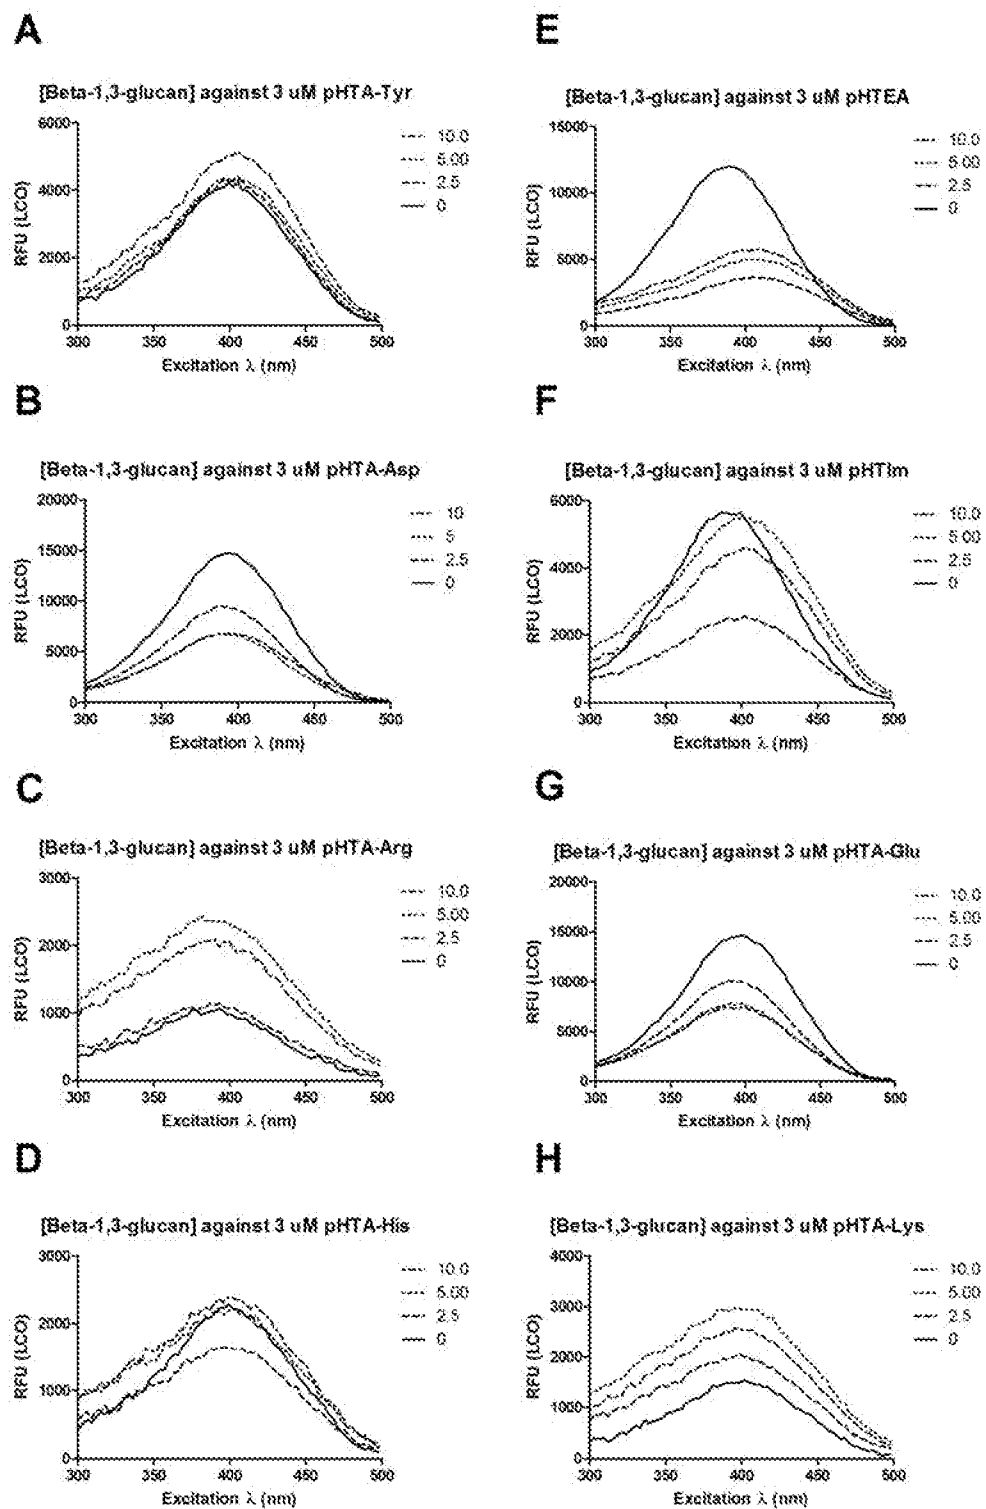 A
[Beta-1,3-glucan] against 3 uM pHTA-Tyr
6000
4000
2000
0
RFU (LCO)
10.0
5.00
2.5
0
300 350 400 450 500
Excitation λ (nm)
B
[Beta-1,3-glucan] against 3 uM pHTA-Asp
20000
15000
10000
5000
0
RFU (LCO)
10
5
2.5
0
300 350 400 450 500
Excitation λ (nm)
C
[Beta-1,3-glucan] against 3 uM pHTA-Arg
3000
2000
1000
0
RFU (LCO)
10.0
5.00
2.5
0
300 350 400 450 500
Excitation λ (nm)
D
[Beta-1,3-glucan] against 3 uM pHTA-His
3000
2000
1000
0
RFU (LCO)
10.0
5.00
2.5
0
300 350 400 450 500
Excitation λ (nm)
E
[Beta-1,3-glucan] against 3 uM pHTEA
15000
10000
5000
0
RFU (LCO)
10.0
5.00
2.5
0
300 350 400 450 500
Excitation λ (nm)
F
[Beta-1,3-glucan] against 3 uM pHTIm
6000
4000
2000
0
RFU (LCO)
10.0
5.00
2.5
0
300 350 400 450 500
Excitation λ (nm)
G
[Beta-1,3-glucan] against 3 uM pHTA-Glu
20000
15000
10000
5000
0
RFU (LCO)
10.0
5.00
2.5
0
300 350 400 450 500
Excitation λ (nm)
H
[Beta-1,3-glucan] against 3 uM pHTA-Lys
4000
3000
2000
1000
0
RFU (LCO)
10.0
5.00
2.5
0
300 350 400 450 500
Excitation λ (nm)